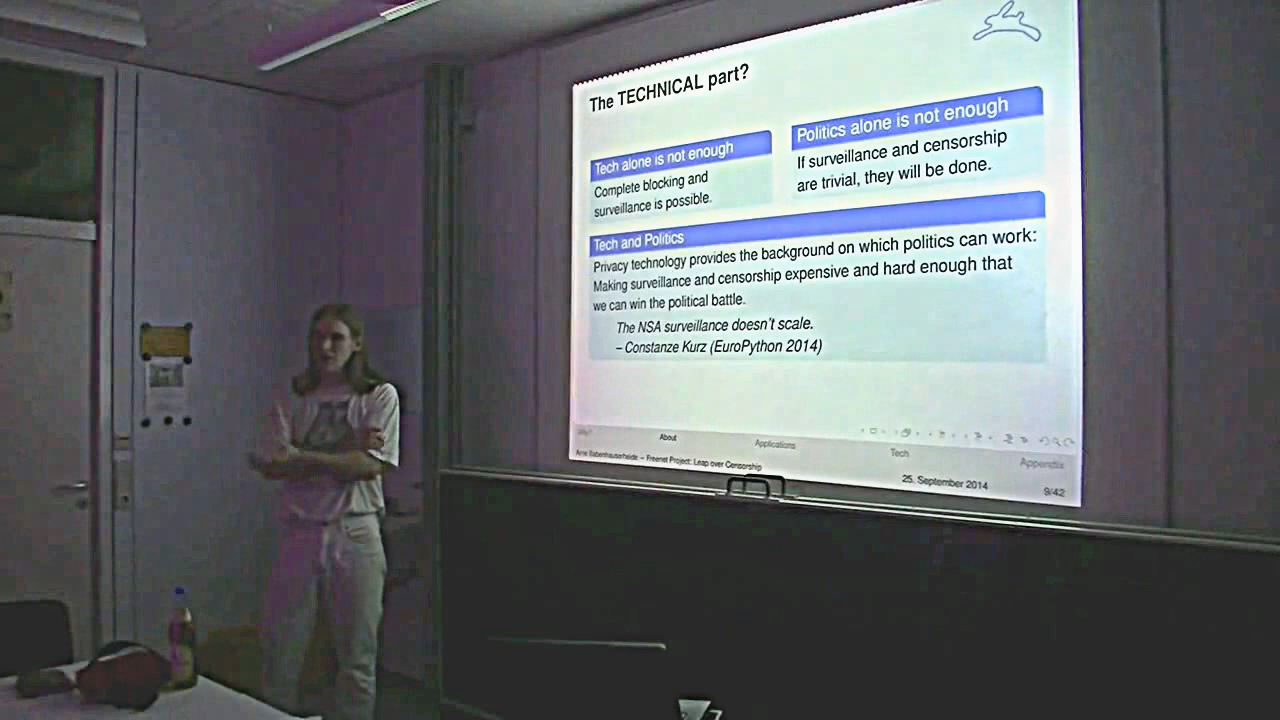 The TECHNICAL part?
Tech alone is not enough
Complete blocking and
surveillance is possible.
Politics alone is not enough
If surveillance and censorship
are trivial, they will be done.
Tech and Politics
Privacy technology provides the background on which politics can work:
Making surveillance and censorship expensive and hard enough that
we can win the political battle.
The NSA surveillance doesn't scale.
– Constanze Kurz (EuroPython 2014)
About
Applications
Tech
Appendix
Arne Babenhauserheide – Freenet Project: Leap over Censorship
25. September 2014
9/42